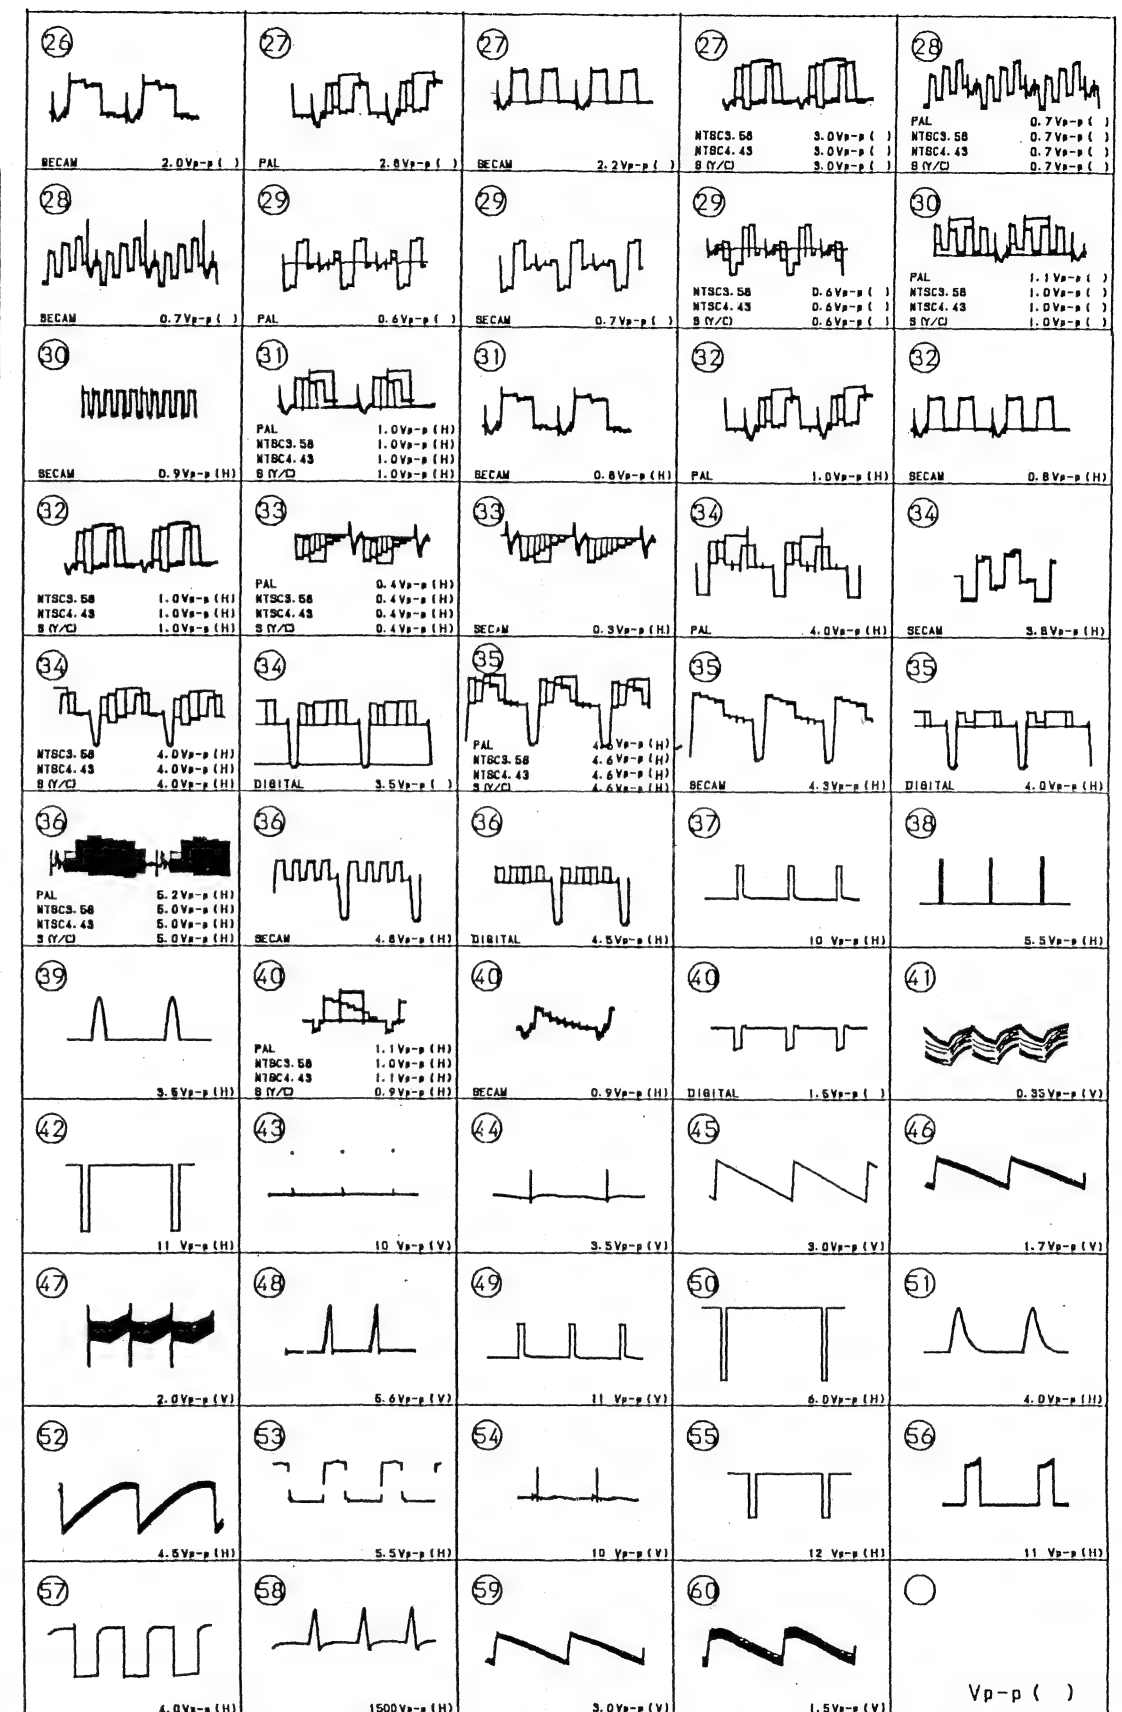 26
SECAM 2.0Vp-p ( )
27
PAL 2.8Vp-p ( )
27
SECAM 2.2Vp-p ( )
27
NTSC3.58 3.0Vp-p ( )
NTSC4.43 3.0Vp-p ( )
S (Y/C) 3.0Vp-p ( )
28
PAL 0.7Vp-p ( )
NTSC3.58 0.7Vp-p ( )
NTSC4.43 0.7Vp-p ( )
S (Y/C) 0.7Vp-p ( )
28
SECAM 0.7Vp-p ( )
29
PAL 0.6Vp-p ( )
29
SECAM 0.7Vp-p ( )
29
NTSC3.58 0.6Vp-p ( )
NTSC4.43 0.6Vp-p ( )
S (Y/C) 0.6Vp-p ( )
30
PAL 1.1Vp-p ( )
NTSC3.58 1.0Vp-p ( )
NTSC4.43 1.0Vp-p ( )
S (Y/C) 1.0Vp-p ( )
30
SECAM 0.9Vp-p (H)
31
PAL 1.0Vp-p (H)
NTSC3.58 1.0Vp-p (H)
NTSC4.43 1.0Vp-p (H)
S (Y/C) 1.0Vp-p (H)
31
SECAM 0.8Vp-p (H)
32
PAL 1.0Vp-p (H)
32
SECAM 0.8Vp-p (H)
32
NTSC3.58 1.0Vp-p (H)
NTSC4.43 1.0Vp-p (H)
S (Y/C) 1.0Vp-p (H)
33
PAL 0.4Vp-p (H)
NTSC3.58 0.4Vp-p (H)
NTSC4.43 0.4Vp-p (H)
S (Y/C) 0.4Vp-p (H)
33
SECAM 0.3Vp-p (H)
34
PAL 4.0Vp-p (H)
34
SECAM 3.8Vp-p (H)
34
NTSC3.58 4.0Vp-p (H)
NTSC4.43 4.0Vp-p (H)
S (Y/C) 4.0Vp-p (H)
34
DIGITAL 3.5Vp-p ( )
35
PAL 4.6Vp-p (H)
NTSC3.58 4.6Vp-p (H)
NTSC4.43 4.6Vp-p (H)
S (Y/C) 4.6Vp-p (H)
35
SECAM 4.3Vp-p (H)
35
DIGITAL 4.0Vp-p (H)
36
PAL 5.2Vp-p (H)
NTSC3.58 5.0Vp-p (H)
NTSC4.43 5.0Vp-p (H)
S (Y/C) 5.0Vp-p (H)
36
SECAM 4.8Vp-p (H)
36
DIGITAL 4.5Vp-p (H)
37
10 Vp-p (H)
38
5.5Vp-p (H)
39
3.5Vp-p (H)
40
PAL 1.1Vp-p (H)
NTSC3.58 1.0Vp-p (H)
NTSC4.43 1.1Vp-p (H)
S (Y/C) 0.9Vp-p (H)
40
SECAM 0.9Vp-p (H)
40
DIGITAL 1.5Vp-p ( )
41
0.35Vp-p (V)
42
11 Vp-p (H)
43
10 Vp-p (V)
44
3.5Vp-p (V)
45
3.0Vp-p (V)
46
1.7Vp-p (V)
47
2.0Vp-p (V)
48
5.6Vp-p (V)
49
11 Vp-p (V)
50
6.0Vp-p (H)
51
4.0Vp-p (H)
52
4.5Vp-p (H)
53
5.5Vp-p (H)
54
10 Vp-p (V)
55
12 Vp-p (H)
56
11 Vp-p (H)
57
4.0Vp-p (H)
58
1500Vp-p (H)
59
3.0Vp-p (V)
60
1.5Vp-p (V)
Vp-p ( )